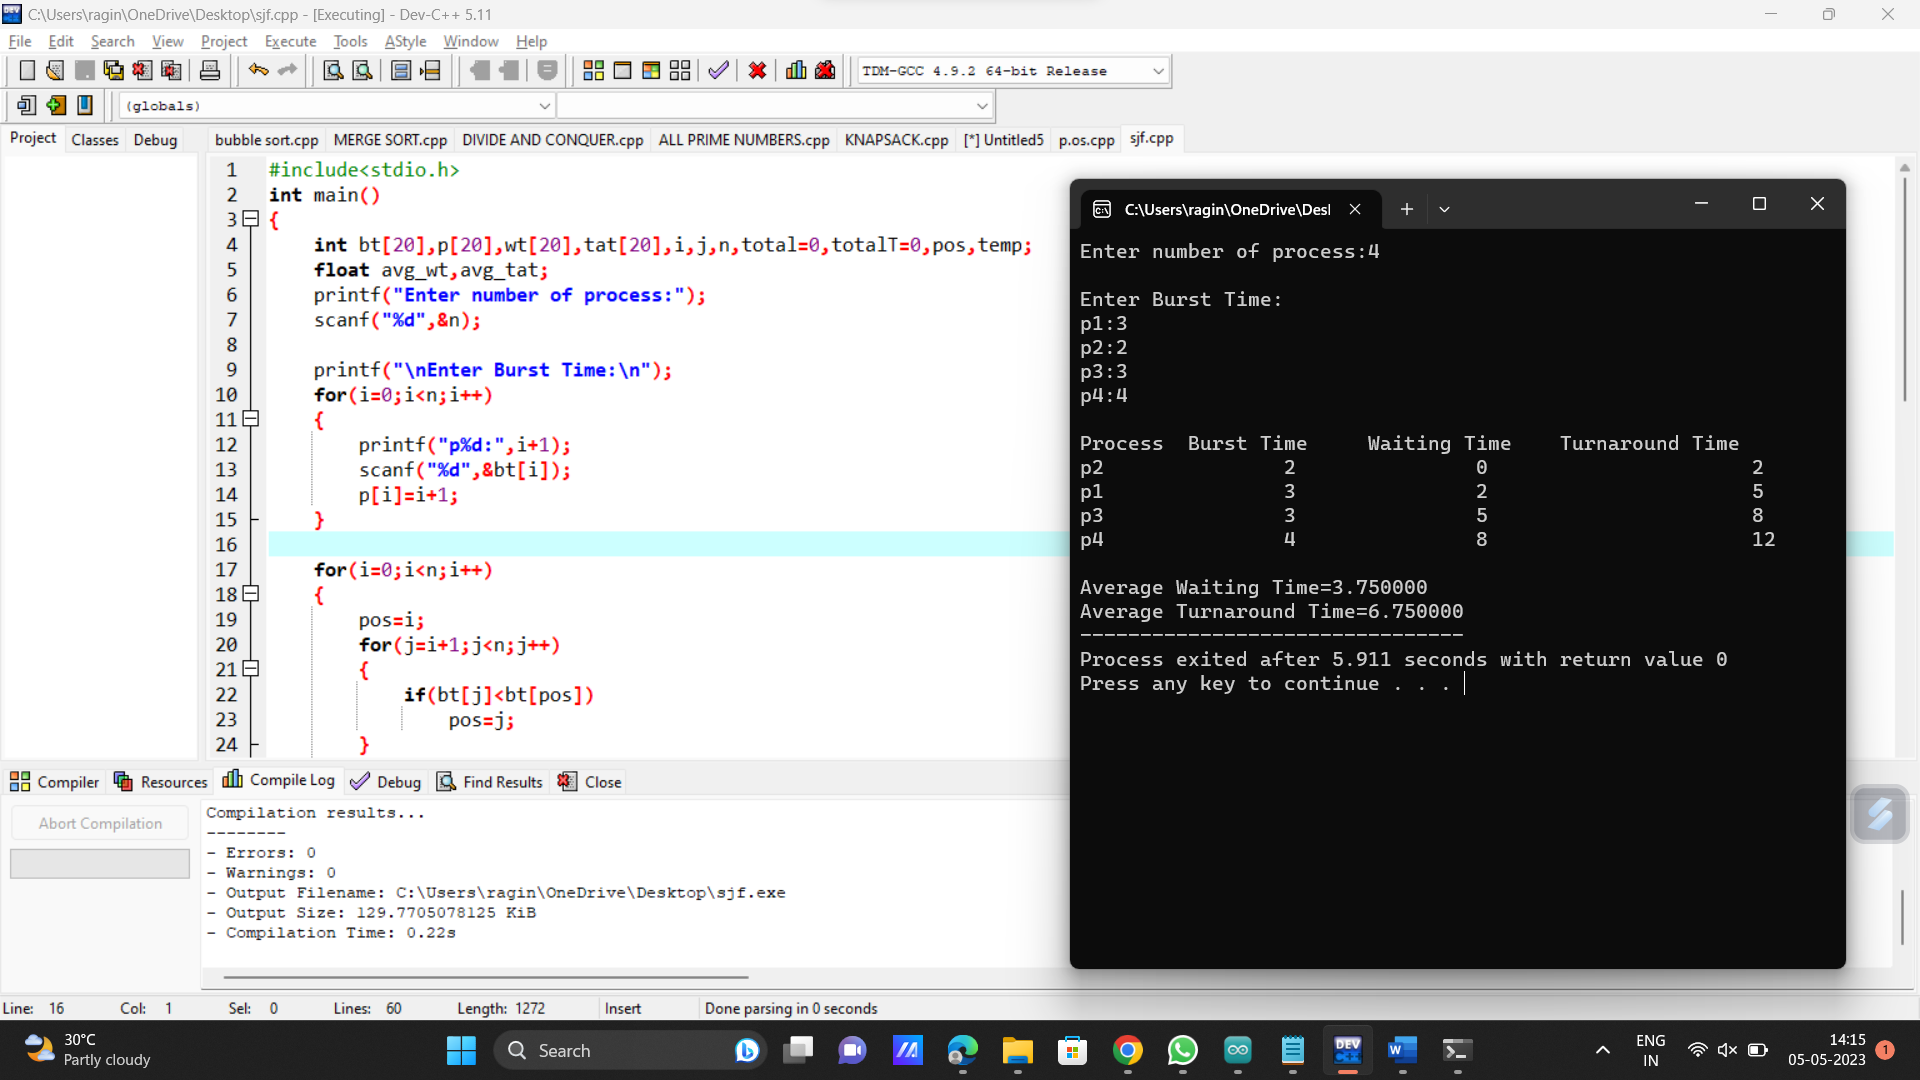 C:\Users\ragin\OneDrive\Desktop\sjf.cpp - [Executing] - Dev-C++ 5.11
File Edit Search View Project Execute Tools AStyle Window Help
TDM-GCC 4.9.2 64-bit Release
(globals)
Project Classes Debug
bubble sort.cpp MERGE SORT.cpp DIVIDE AND CONQUER.cpp ALL PRIME NUMBERS.cpp KNAPSACK.cpp [*] Untitled5 p.os.cpp sjf.cpp
1 #include<stdio.h>
2 int main()
3 {
4 int bt[20],p[20],wt[20],tat[20],i,j,n,total=0,totalT=0,pos,temp;
5 float avg_wt,avg_tat;
6 printf("Enter number of process:");
7 scanf("%d",&n);
8
9 printf("\nEnter Burst Time:\n");
10 for(i=0;i<n;i++)
11 {
12 printf("p%d:",i+1);
13 scanf("%d",&bt[i]);
14 p[i]=i+1;
15 }
16
17 for(i=0;i<n;i++)
18 {
19 pos=i;
20 for(j=i+1;j<n;j++)
21 {
22 if(bt[j]<bt[pos])
23 pos=j;
24 }
C:\Users\ragin\OneDrive\Desl
Enter number of process:4
Enter Burst Time:
p1:3
p2:2
p3:3
p4:4
Process Burst Time Waiting Time Turnaround Time
p2 2 0 2
p1 3 2 5
p3 3 5 8
p4 4 8 12
Average Waiting Time=3.750000
Average Turnaround Time=6.750000
--------------------------------
Process exited after 5.911 seconds with return value 0
Press any key to continue . . .
Compiler Resources Compile Log Debug Find Results Close
Abort Compilation
Compilation results...
--------
- Errors: 0
- Warnings: 0
- Output Filename: C:\Users\ragin\OneDrive\Desktop\sjf.exe
- Output Size: 129.7705078125 KiB
- Compilation Time: 0.22s
Line: 16 Col: 1 Sel: 0 Lines: 60 Length: 1272 Insert Done parsing in 0 seconds
30°C
Partly cloudy
Search
DEV
C++
W
ENG
IN
14:15
05-05-2023
1